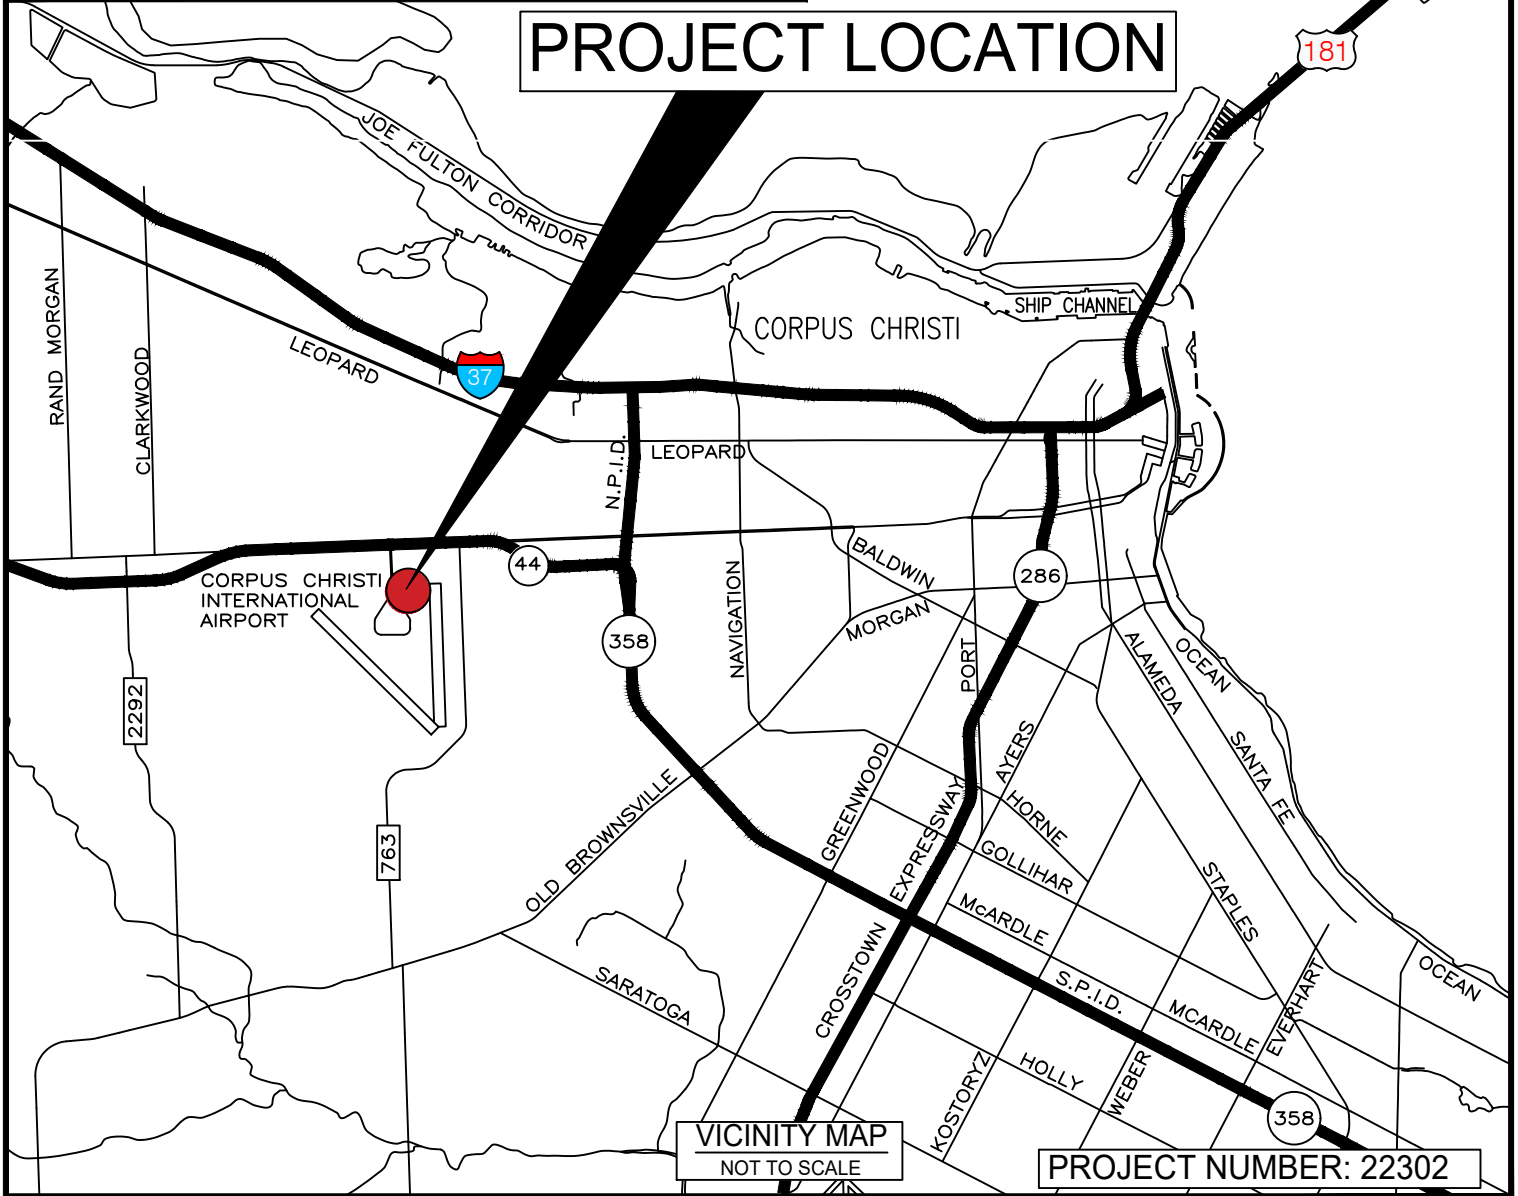 PROJECT LOCATION
181
JOE FULTON CORRIDOR
RAND MORGAN
CLARKWOOD
LEOPARD
37
CORPUS CHRISTI
SHIP CHANNEL
N.P.I.D.
LEOPARD
44
CORPUS CHRISTI
INTERNATIONAL
AIRPORT
358
NAVIGATION
BALDWIN
MORGAN
286
PORT
ALAMEDA
OCEAN
SANTA FE
2292
763
OLD BROWNSVILLE
GREENWOOD
CROSSTOWN EXPRESSWAY
AYERS
HORNE
GOLLIHAR
McARDLE
STAPLES
SARATOGA
S.P.I.D.
MCARDLE
EVERHART
OCEAN
HOLLY
KOSTORYZ
WEBER
358
VICINITY MAP
NOT TO SCALE
PROJECT NUMBER: 22302